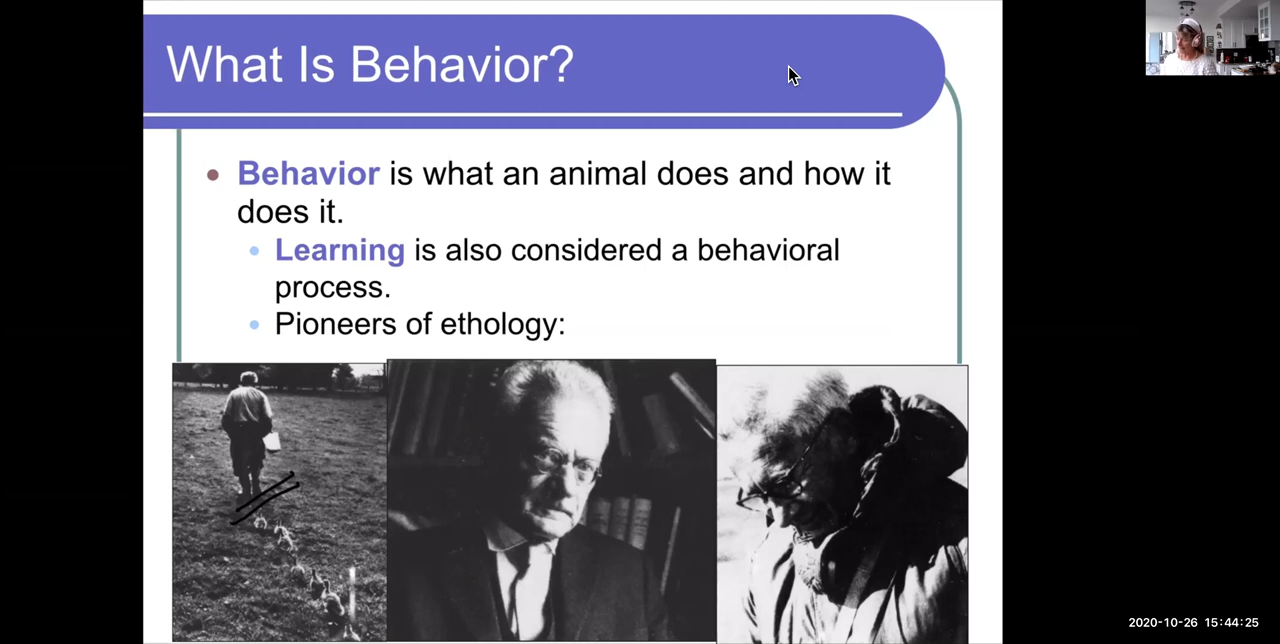 What Is Behavior?
Behavior is what an animal does and how it
does it.
Learning is also considered a behavioral
process.
Pioneers of ethology:
2020-10-26 15:44:25